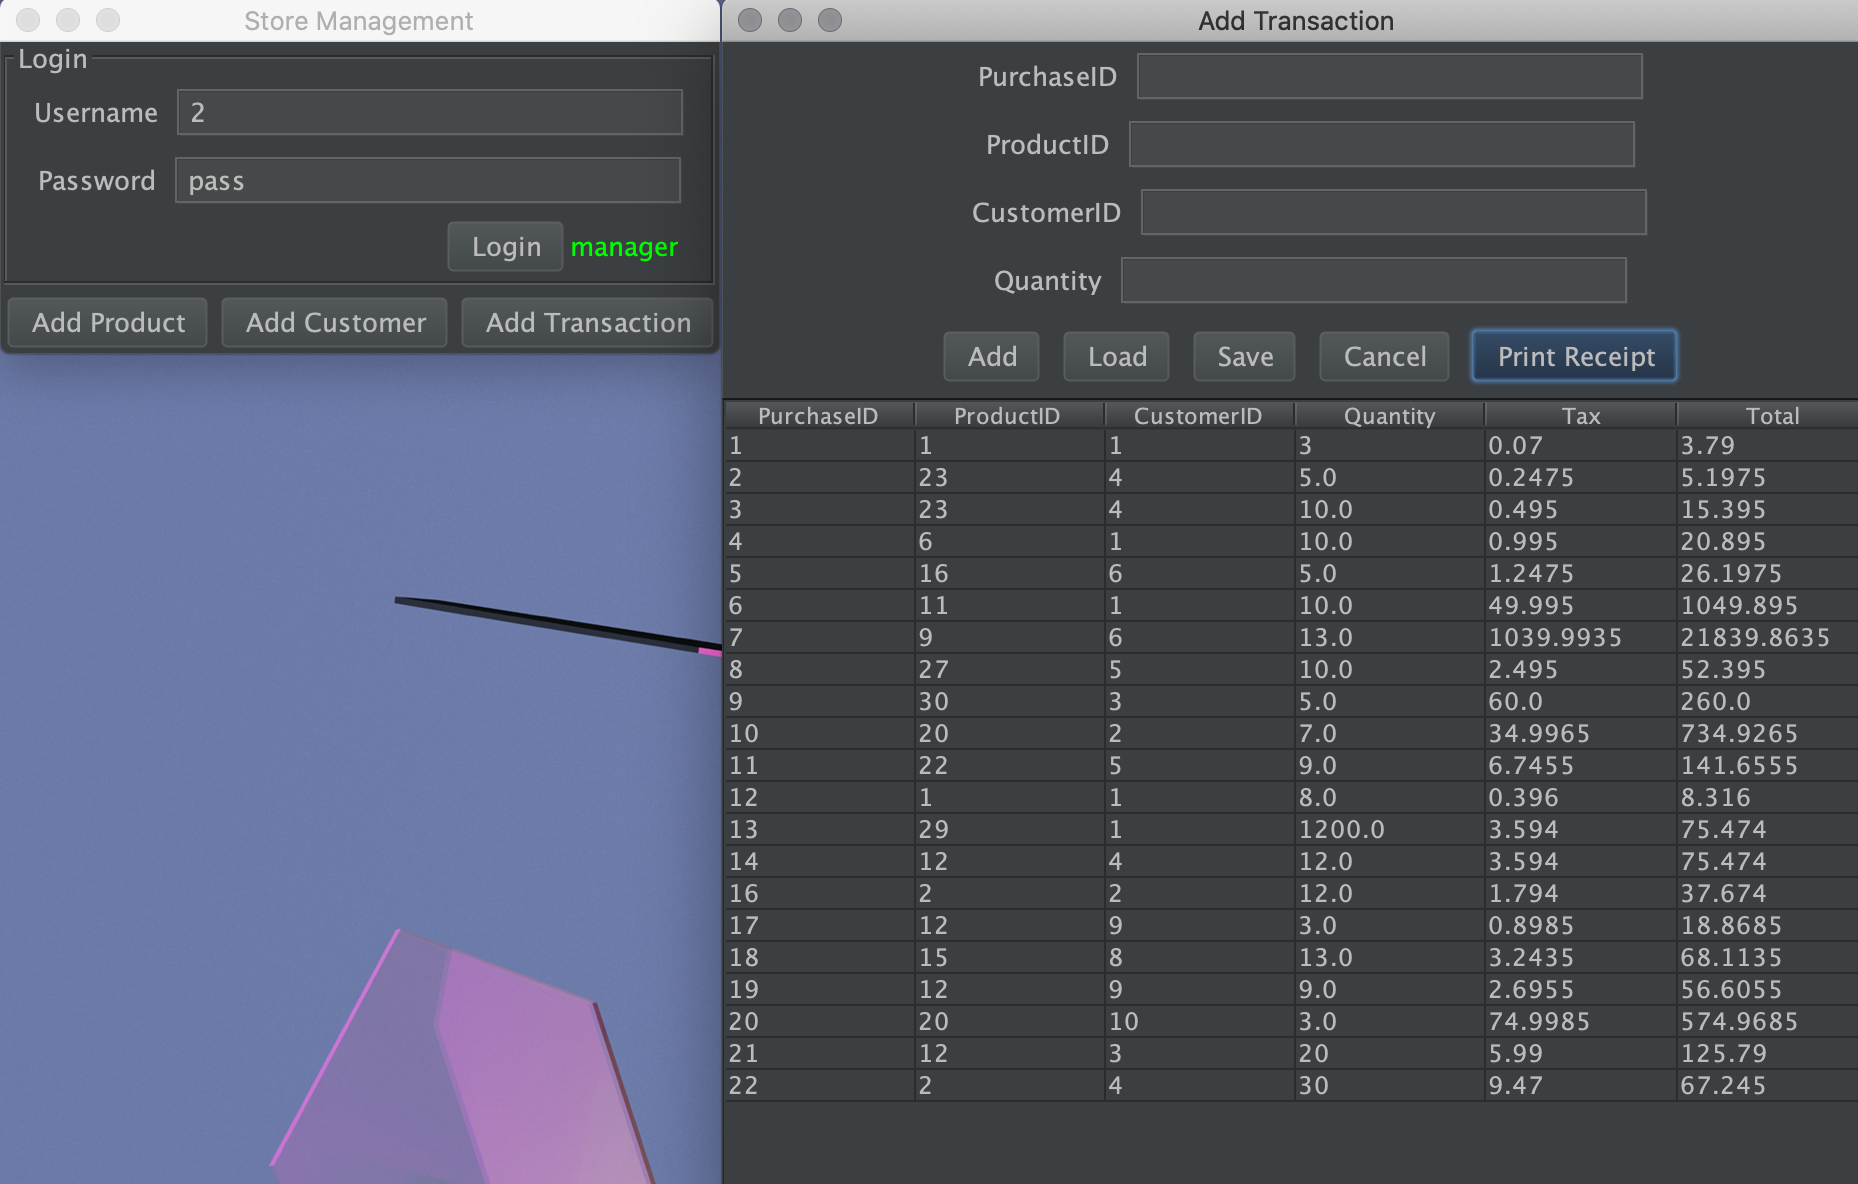 Store Management
Login
Username 2
Password pass
Login manager
Add Product Add Customer Add Transaction
Add Transaction
PurchaseID
ProductID
CustomerID
Quantity
Add Load Save Cancel Print Receipt
PurchaseID ProductID CustomerID Quantity Tax Total
1 1 1 3 0.07 3.79
2 23 4 5.0 0.2475 5.1975
3 23 4 10.0 0.495 15.395
4 6 1 10.0 0.995 20.895
5 16 6 5.0 1.2475 26.1975
6 11 1 10.0 49.995 1049.895
7 9 6 13.0 1039.9935 21839.8635
8 27 5 10.0 2.495 52.395
9 30 3 5.0 60.0 260.0
10 20 2 7.0 34.9965 734.9265
11 22 5 9.0 6.7455 141.6555
12 1 1 8.0 0.396 8.316
13 29 1 1200.0 3.594 75.474
14 12 4 12.0 3.594 75.474
16 2 2 12.0 1.794 37.674
17 12 9 3.0 0.8985 18.8685
18 15 8 13.0 3.2435 68.1135
19 12 9 9.0 2.6955 56.6055
20 20 10 3.0 74.9985 574.9685
21 12 3 20 5.99 125.79
22 2 4 30 9.47 67.245